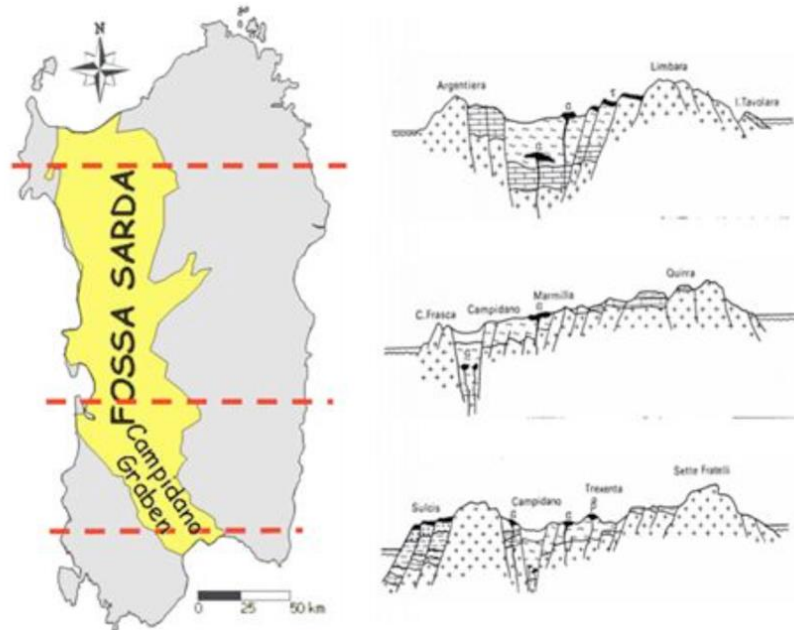 N
FOSSA SARDA
Campidano
Graben
0 25 50 km
Argentiera
G
τ
Limbara
I.Tavolara
G
C.Frasca
Campidano
Marmilla
G
Quirra
G
Sulcis
Campidano
G
G
Trexenta
Sette Fratelli